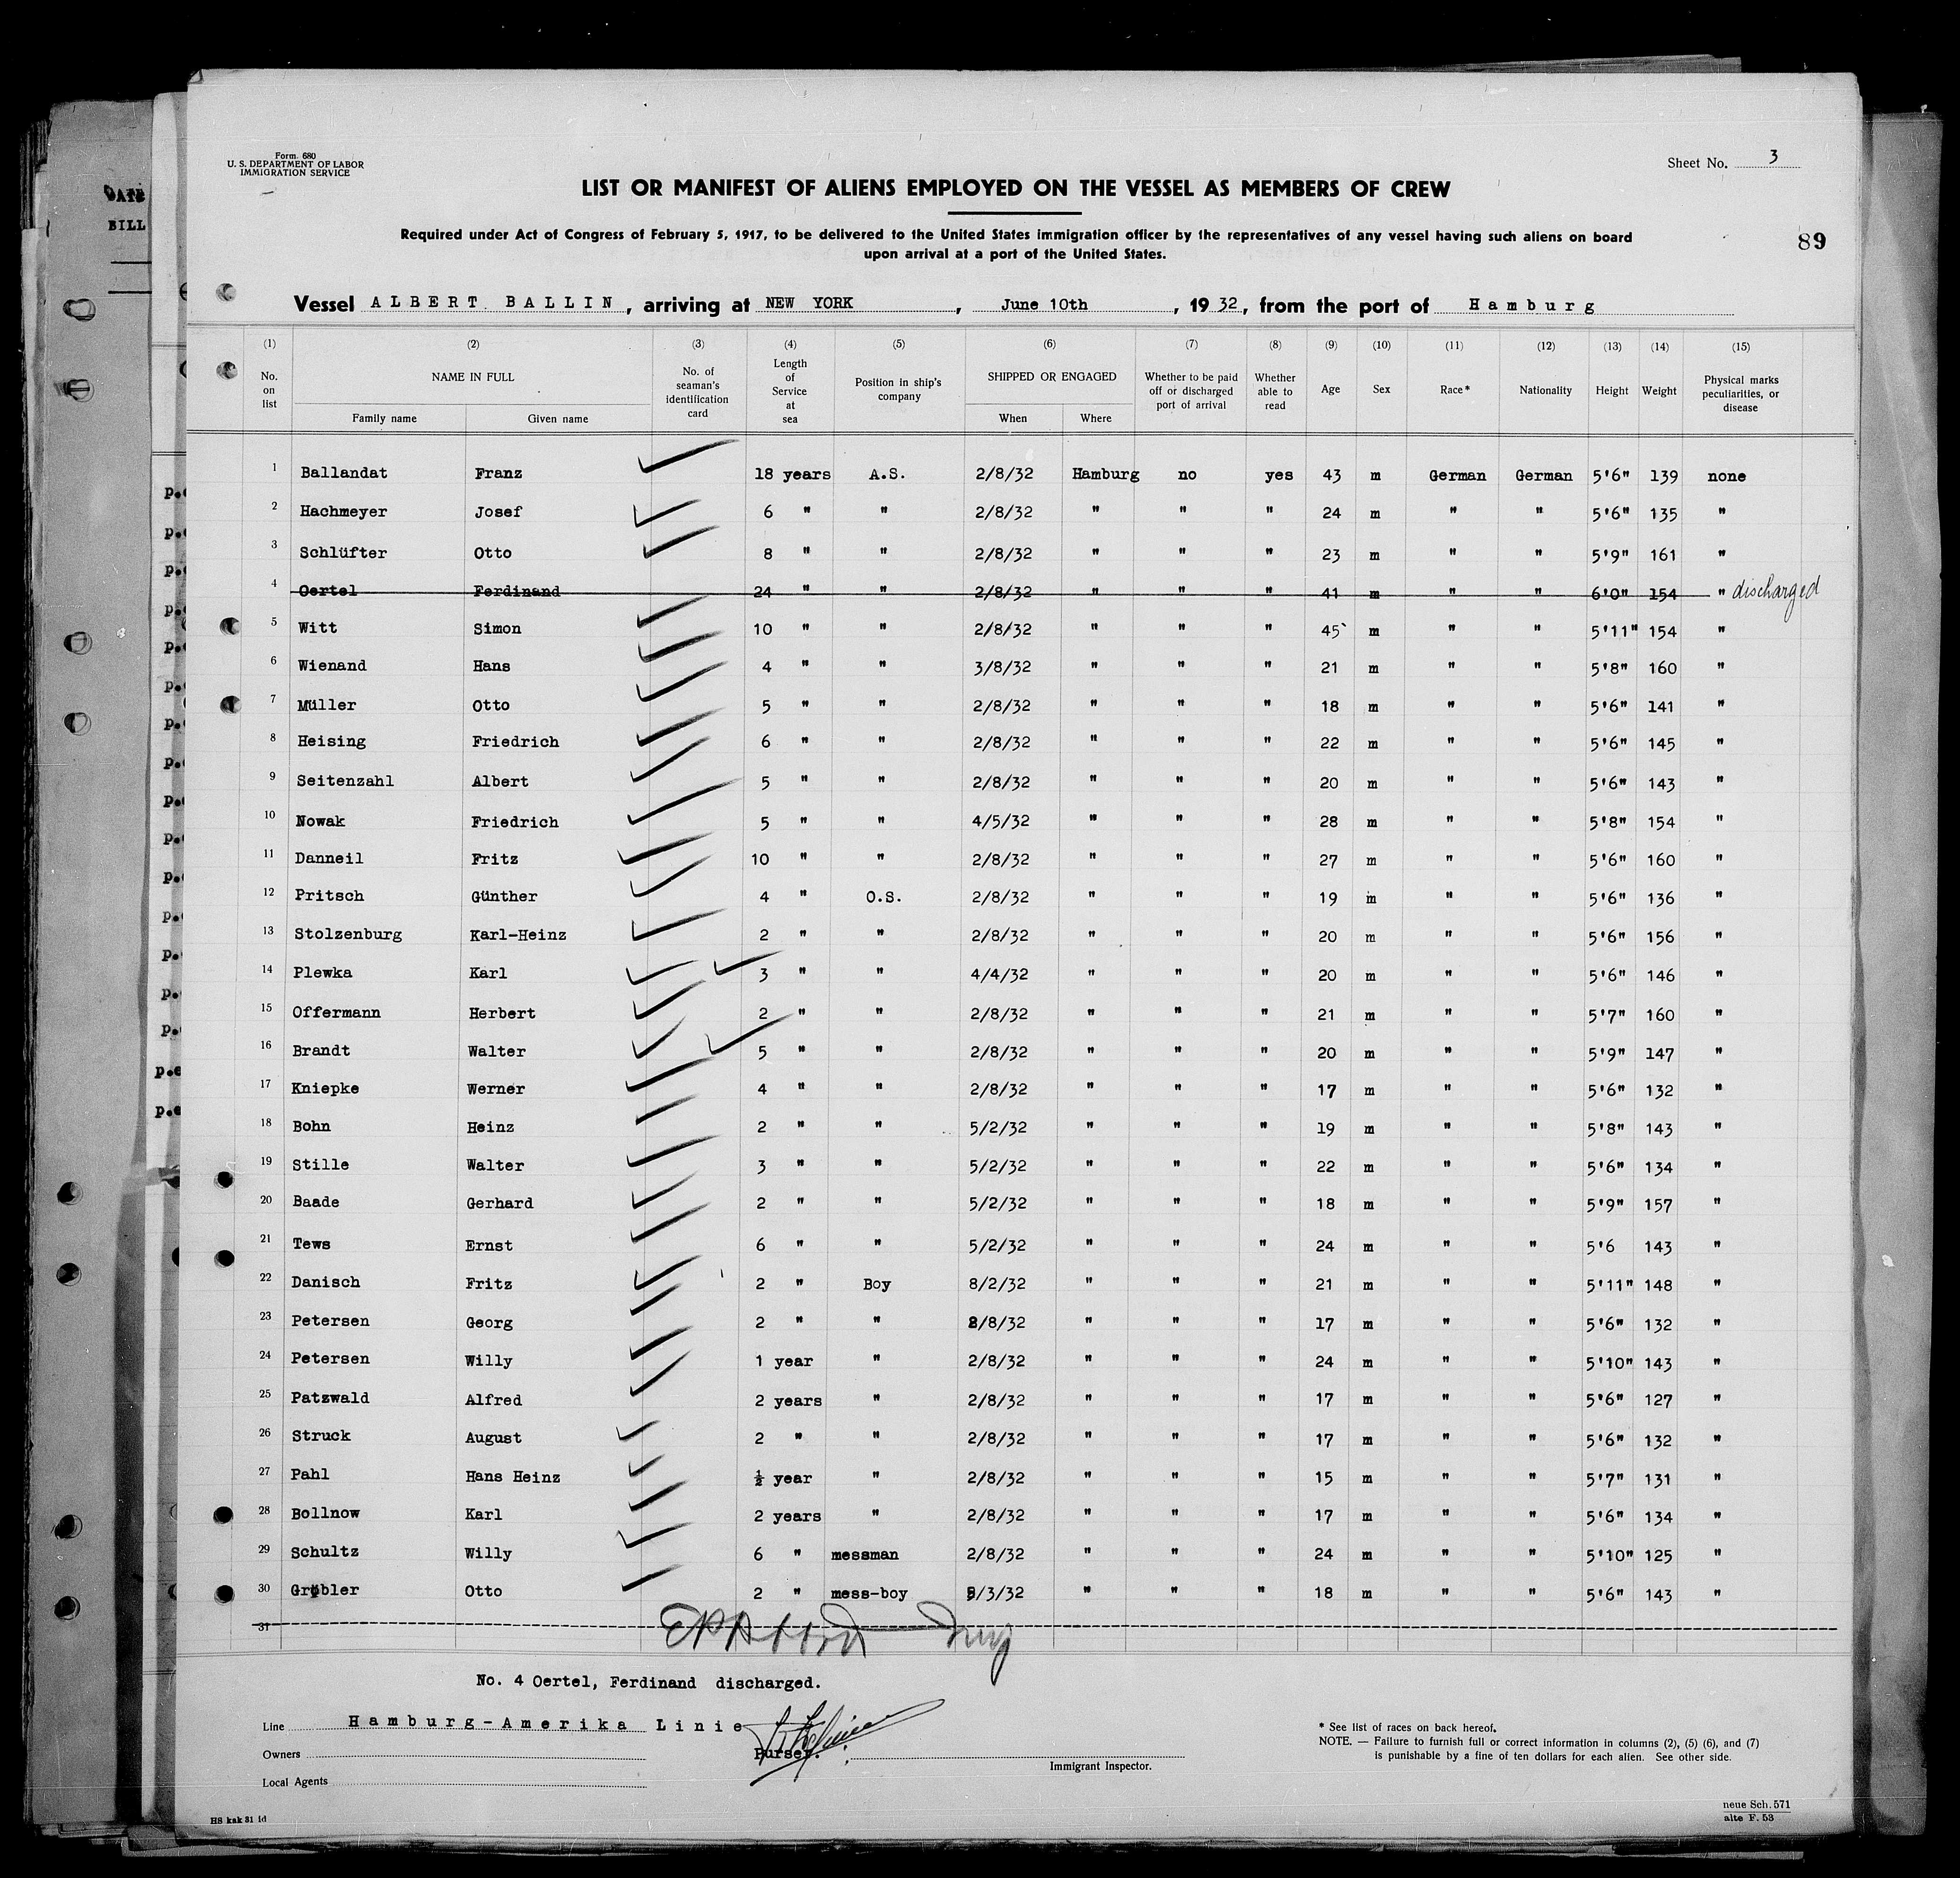 DATE
BILL
Form 680
U. S. DEPARTMENT OF LABOR
IMMIGRATION SERVICE
Sheet No. 3
LIST OR MANIFEST OF ALIENS EMPLOYED ON THE VESSEL AS MEMBERS OF CREW
Required under Act of Congress of February 5, 1917, to be delivered to the United States immigration officer by the representatives of any vessel having such aliens on board
upon arrival at a port of the United States.
89
Vessel ALBERT BALLIN, arriving at NEW YORK, June 10th, 1932, from the port of Hamburg
(1) (2) (3) (4) (5) (6) (7) (8) (9) (10) (11) (12) (13) (14) (15)
No. on list NAME IN FULL Family name Given name No. of seaman's identification card Length of Service at sea Position in ship's company SHIPPED OR ENGAGED When Where Whether to be paid off or discharged port of arrival Whether able to read Age Sex Race* Nationality Height Weight Physical marks peculiarities, or disease
1 Ballandat Franz 18 years A.S. 2/8/32 Hamburg no yes 43 m German German 5'6" 139 none
2 Hachmeyer Josef 6 " " 2/8/32 " " " 24 m " " 5'6" 135 "
3 Schlüfter Otto 8 " " 2/8/32 " " " 23 m " " 5'9" 161 "
4 Oertel Ferdinand 24 " " 2/8/32 " " " 41 m " " 6'0" 154 " discharged
5 Witt Simon 10 " " 2/8/32 " " " 45 m " " 5'11" 154 "
6 Wienand Hans 4 " " 3/8/32 " " " 21 m " " 5'8" 160 "
7 Müller Otto 5 " " 2/8/32 " " " 18 m " " 5'6" 141 "
8 Heising Friedrich 6 " " 2/8/32 " " " 22 m " " 5'6" 145 "
9 Seitenzahl Albert 5 " " 2/8/32 " " " 20 m " " 5'6" 143 "
10 Nowak Friedrich 5 " " 4/5/32 " " " 28 m " " 5'8" 154 "
11 Danneil Fritz 10 " " 2/8/32 " " " 27 m " " 5'6" 160 "
12 Pritsch Günther 4 " O.S. 2/8/32 " " " 19 m " " 5'6" 136 "
13 Stolzenburg Karl-Heinz 2 " " 2/8/32 " " " 20 m " " 5'6" 156 "
14 Plewka Karl 3 " " 4/4/32 " " " 20 m " " 5'6" 146 "
15 Offermann Herbert 2 " " 2/8/32 " " " 21 m " " 5'7" 160 "
16 Brandt Walter 5 " " 2/8/32 " " " 20 m " " 5'9" 147 "
17 Kniepke Werner 4 " " 2/8/32 " " " 17 m " " 5'6" 132 "
18 Bohn Heinz 2 " " 5/2/32 " " " 19 m " " 5'8" 143 "
19 Stille Walter 3 " " 5/2/32 " " " 22 m " " 5'6" 134 "
20 Baade Gerhard 2 " " 5/2/32 " " " 18 m " " 5'9" 157 "
21 Tews Ernst 6 " " 5/2/32 " " " 24 m " " 5'6 143 "
22 Danisch Fritz 2 " Boy 8/2/32 " " " 21 m " " 5'11" 148 "
23 Petersen Georg 2 " " 2/8/32 " " " 17 m " " 5'6" 132 "
24 Petersen Willy 1 year " 2/8/32 " " " 24 m " " 5'10" 143 "
25 Patzwald Alfred 2 years " 2/8/32 " " " 17 m " " 5'6" 127 "
26 Struck August 2 " " 2/8/32 " " " 17 m " " 5'6" 132 "
27 Pahl Hans Heinz ½ year " 2/8/32 " " " 15 m " " 5'7" 131 "
28 Bollnow Karl 2 years " 2/8/32 " " " 17 m " " 5'6" 134 "
29 Schultz Willy 6 " messman 2/8/32 " " " 24 m " " 5'10" 125 "
30 Otto 2 " mess-boy /3/32 " " " 18 m " " 5'6" 143 "
31
No. 4 Oertel, Ferdinand discharged.
Line Hamburg-Amerika Linie
Owners
Purser.
Local Agents
Immigrant Inspector.
* See list of races on back hereof.
NOTE. — Failure to furnish full or correct information in columns (2), (5) (6), and (7)
is punishable by a fine of ten dollars for each alien. See other side.
HS kak 31 id
neue Sch. 571
alte F. 53